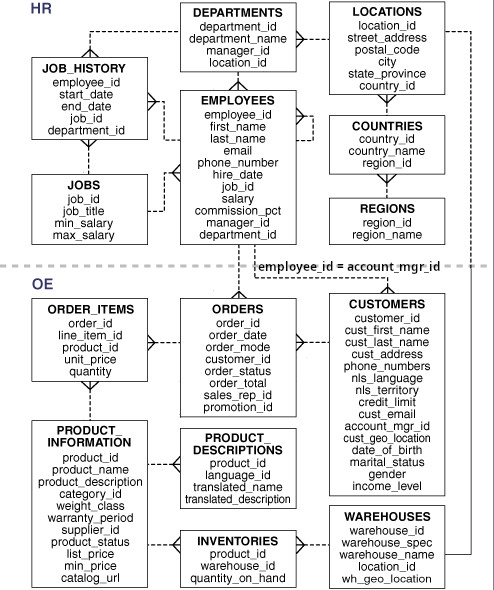 HR
DEPARTMENTS
department_id
department_name
manager_id
location_id
LOCATIONS
location_id
street_address
postal_code
city
state_province
country_id
JOB_HISTORY
employee_id
start_date
end_date
job_id
department_id
EMPLOYEES
employee_id
first_name
last_name
email
phone_number
hire_date
job_id
salary
commission_pct
manager_id
department_id
COUNTRIES
country_id
country_name
region_id
JOBS
job_id
job_title
min_salary
max_salary
REGIONS
region_id
region_name
employee_id = account_mgr_id
OE
ORDER_ITEMS
order_id
line_item_id
product_id
unit_price
quantity
ORDERS
order_id
order_date
order_mode
customer_id
order_status
order_total
sales_rep_id
promotion_id
CUSTOMERS
customer_id
cust_first_name
cust_last_name
cust_address
phone_numbers
nls_language
nls_territory
credit_limit
cust_email
account_mgr_id
cust_geo_location
date_of_birth
marital_status
gender
income_level
PRODUCT_
INFORMATION
product_id
product_name
product_description
category_id
weight_class
warranty_period
supplier_id
product_status
list_price
min_price
catalog_url
PRODUCT_
DESCRIPTIONS
product_id
language_id
translated_name
translated_description
INVENTORIES
product_id
warehouse_id
quantity_on_hand
WAREHOUSES
warehouse_id
warehouse_spec
warehouse_name
location_id
wh_geo_location